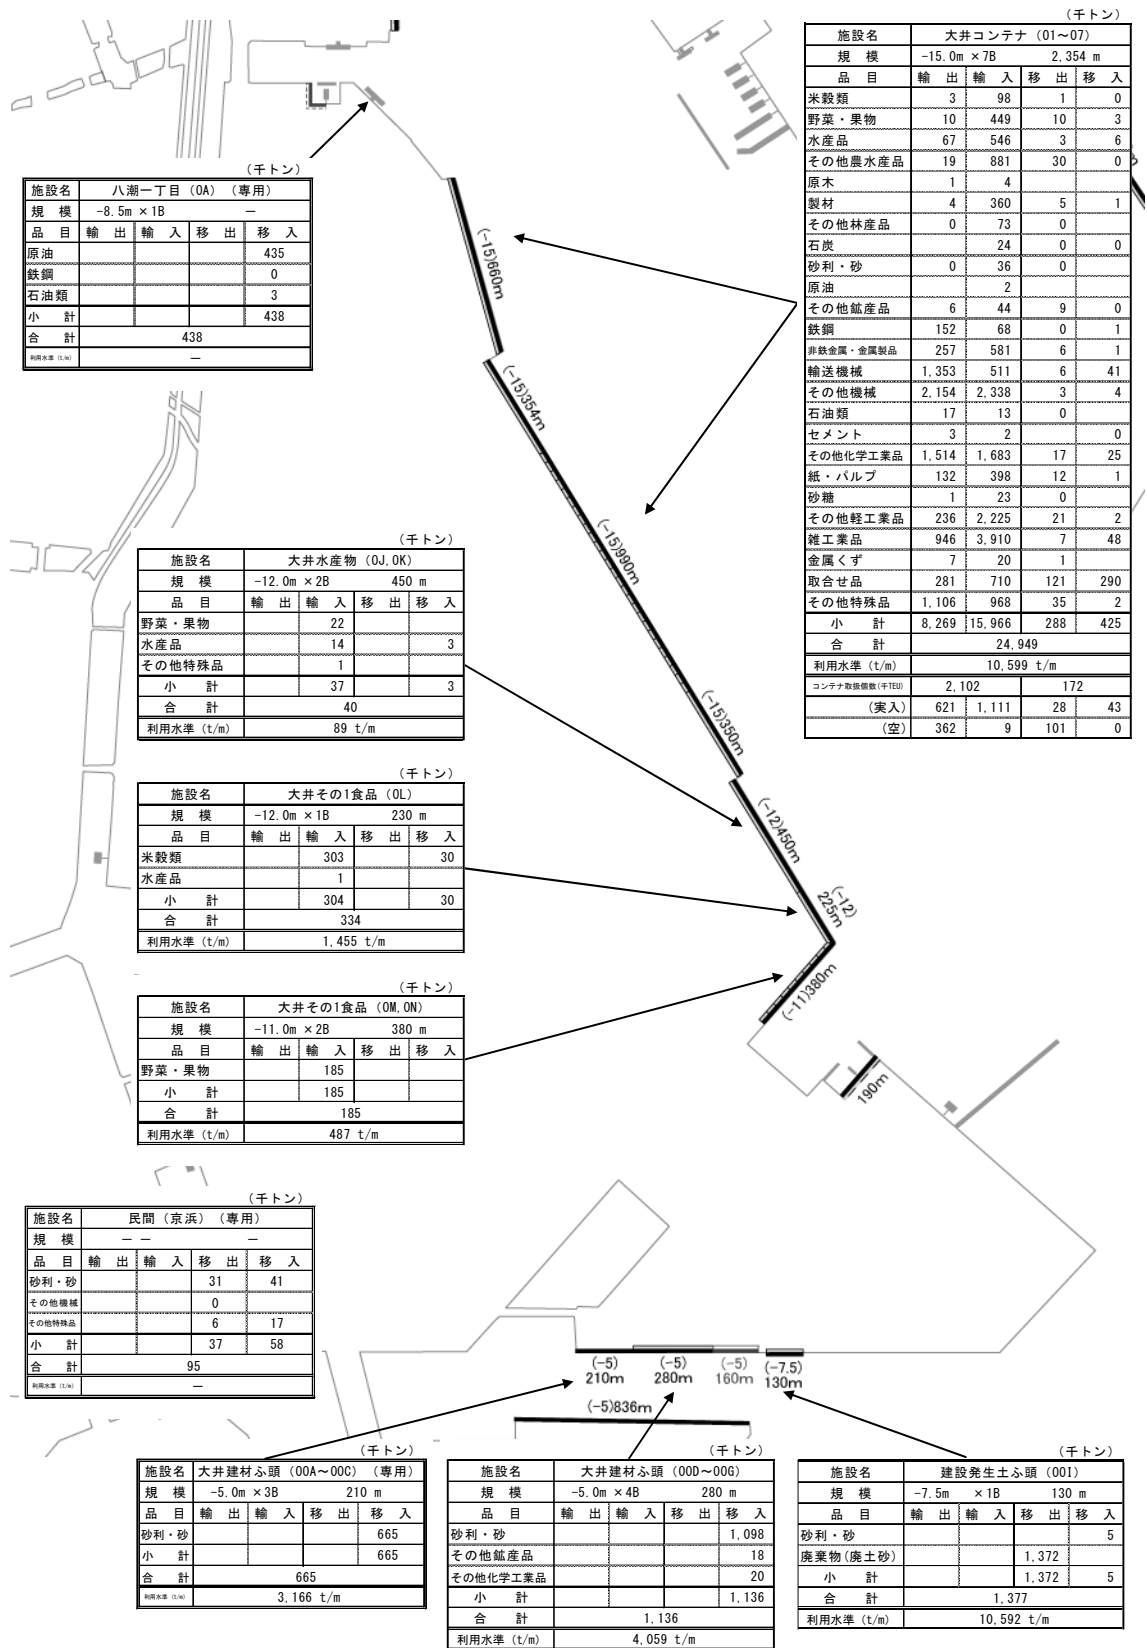 (千トン)
施設名 大井コンテナ (O1〜O7)
規 模 -15.0m ×7B 2,354 m
品 目 輸 出 輸 入 移 出 移 入
米穀類 3 98 1 0
野菜・果物 10 449 10 3
水産品 67 546 3 6
その他農水産品 19 881 30 0
原木 1 4
製材 4 360 5 1
その他林産品 0 73 0
石炭 24 0 0
砂利・砂 0 36 0
原油 2
その他鉱産品 6 44 9 0
鉄鋼 152 68 0 1
非鉄金属・金属製品 257 581 6 1
輸送機械 1,353 511 6 41
その他機械 2,154 2,338 3 4
石油類 17 13 0
セメント 3 2 0
その他化学工業品 1,514 1,683 17 25
紙・パルプ 132 398 12 1
砂糖 1 23 0
その他軽工業品 236 2,225 21 2
雑工業品 946 3,910 7 48
金属くず 7 20 1
取合せ品 281 710 121 290
その他特殊品 1,106 968 35 2
小 計 8,269 15,966 288 425
合 計 24,949
利用水準 (t/m) 10,599 t/m
コンテナ取扱個数(千TEU) 2,102 172
(実入) 621 1,111 28 43
(空) 362 9 101 0
(千トン)
施設名 八潮一丁目 (OA) (専用)
規 模 -8.5m ×1B —
品 目 輸 出 輸 入 移 出 移 入
原油 435
鉄鋼 0
石油類 3
小 計 438
合 計 438
利用水準 (t/m) —
(-15)660m
(-15)354m
(-15)990m
(-15)350m
(-12)450m
(-12)
225m
(-11)380m
190m
(千トン)
施設名 大井水産物 (OJ,OK)
規 模 -12.0m ×2B 450 m
品 目 輸 出 輸 入 移 出 移 入
野菜・果物 22
水産品 14 3
その他特殊品 1
小 計 37 3
合 計 40
利用水準 (t/m) 89 t/m
(千トン)
施設名 大井その1食品 (OL)
規 模 -12.0m ×1B 230 m
品 目 輸 出 輸 入 移 出 移 入
米穀類 303 30
水産品 1
小 計 304 30
合 計 334
利用水準 (t/m) 1,455 t/m
(千トン)
施設名 大井その1食品 (OM,ON)
規 模 -11.0m ×2B 380 m
品 目 輸 出 輸 入 移 出 移 入
野菜・果物 185
小 計 185
合 計 185
利用水準 (t/m) 487 t/m
(千トン)
施設名 民間 (京浜) (専用)
規 模 — — —
品 目 輸 出 輸 入 移 出 移 入
砂利・砂 31 41
その他機械 0
その他特殊品 6 17
小 計 37 58
合 計 95
利用水準 (t/m) —
(-5)
210m
(-5)
280m
(-5)
160m
(-7.5)
130m
(-5)836m
(千トン)
施設名 大井建材ふ頭 (OOA〜OOC) (専用)
規 模 -5.0m ×3B 210 m
品 目 輸 出 輸 入 移 出 移 入
砂利・砂 665
小 計 665
合 計 665
利用水準 (t/m) 3,166 t/m
(千トン)
施設名 大井建材ふ頭 (OOD〜OOG)
規 模 -5.0m ×4B 280 m
品 目 輸 出 輸 入 移 出 移 入
砂利・砂 1,098
その他鉱産品 18
その他化学工業品 20
小 計 1,136
合 計 1,136
利用水準 (t/m) 4,059 t/m
(千トン)
施設名 建設発生土ふ頭 (OOI)
規 模 -7.5m ×1B 130 m
品 目 輸 出 輸 入 移 出 移 入
砂利・砂 5
廃棄物(廃土砂) 1,372
小 計 1,372 5
合 計 1,377
利用水準 (t/m) 10,592 t/m